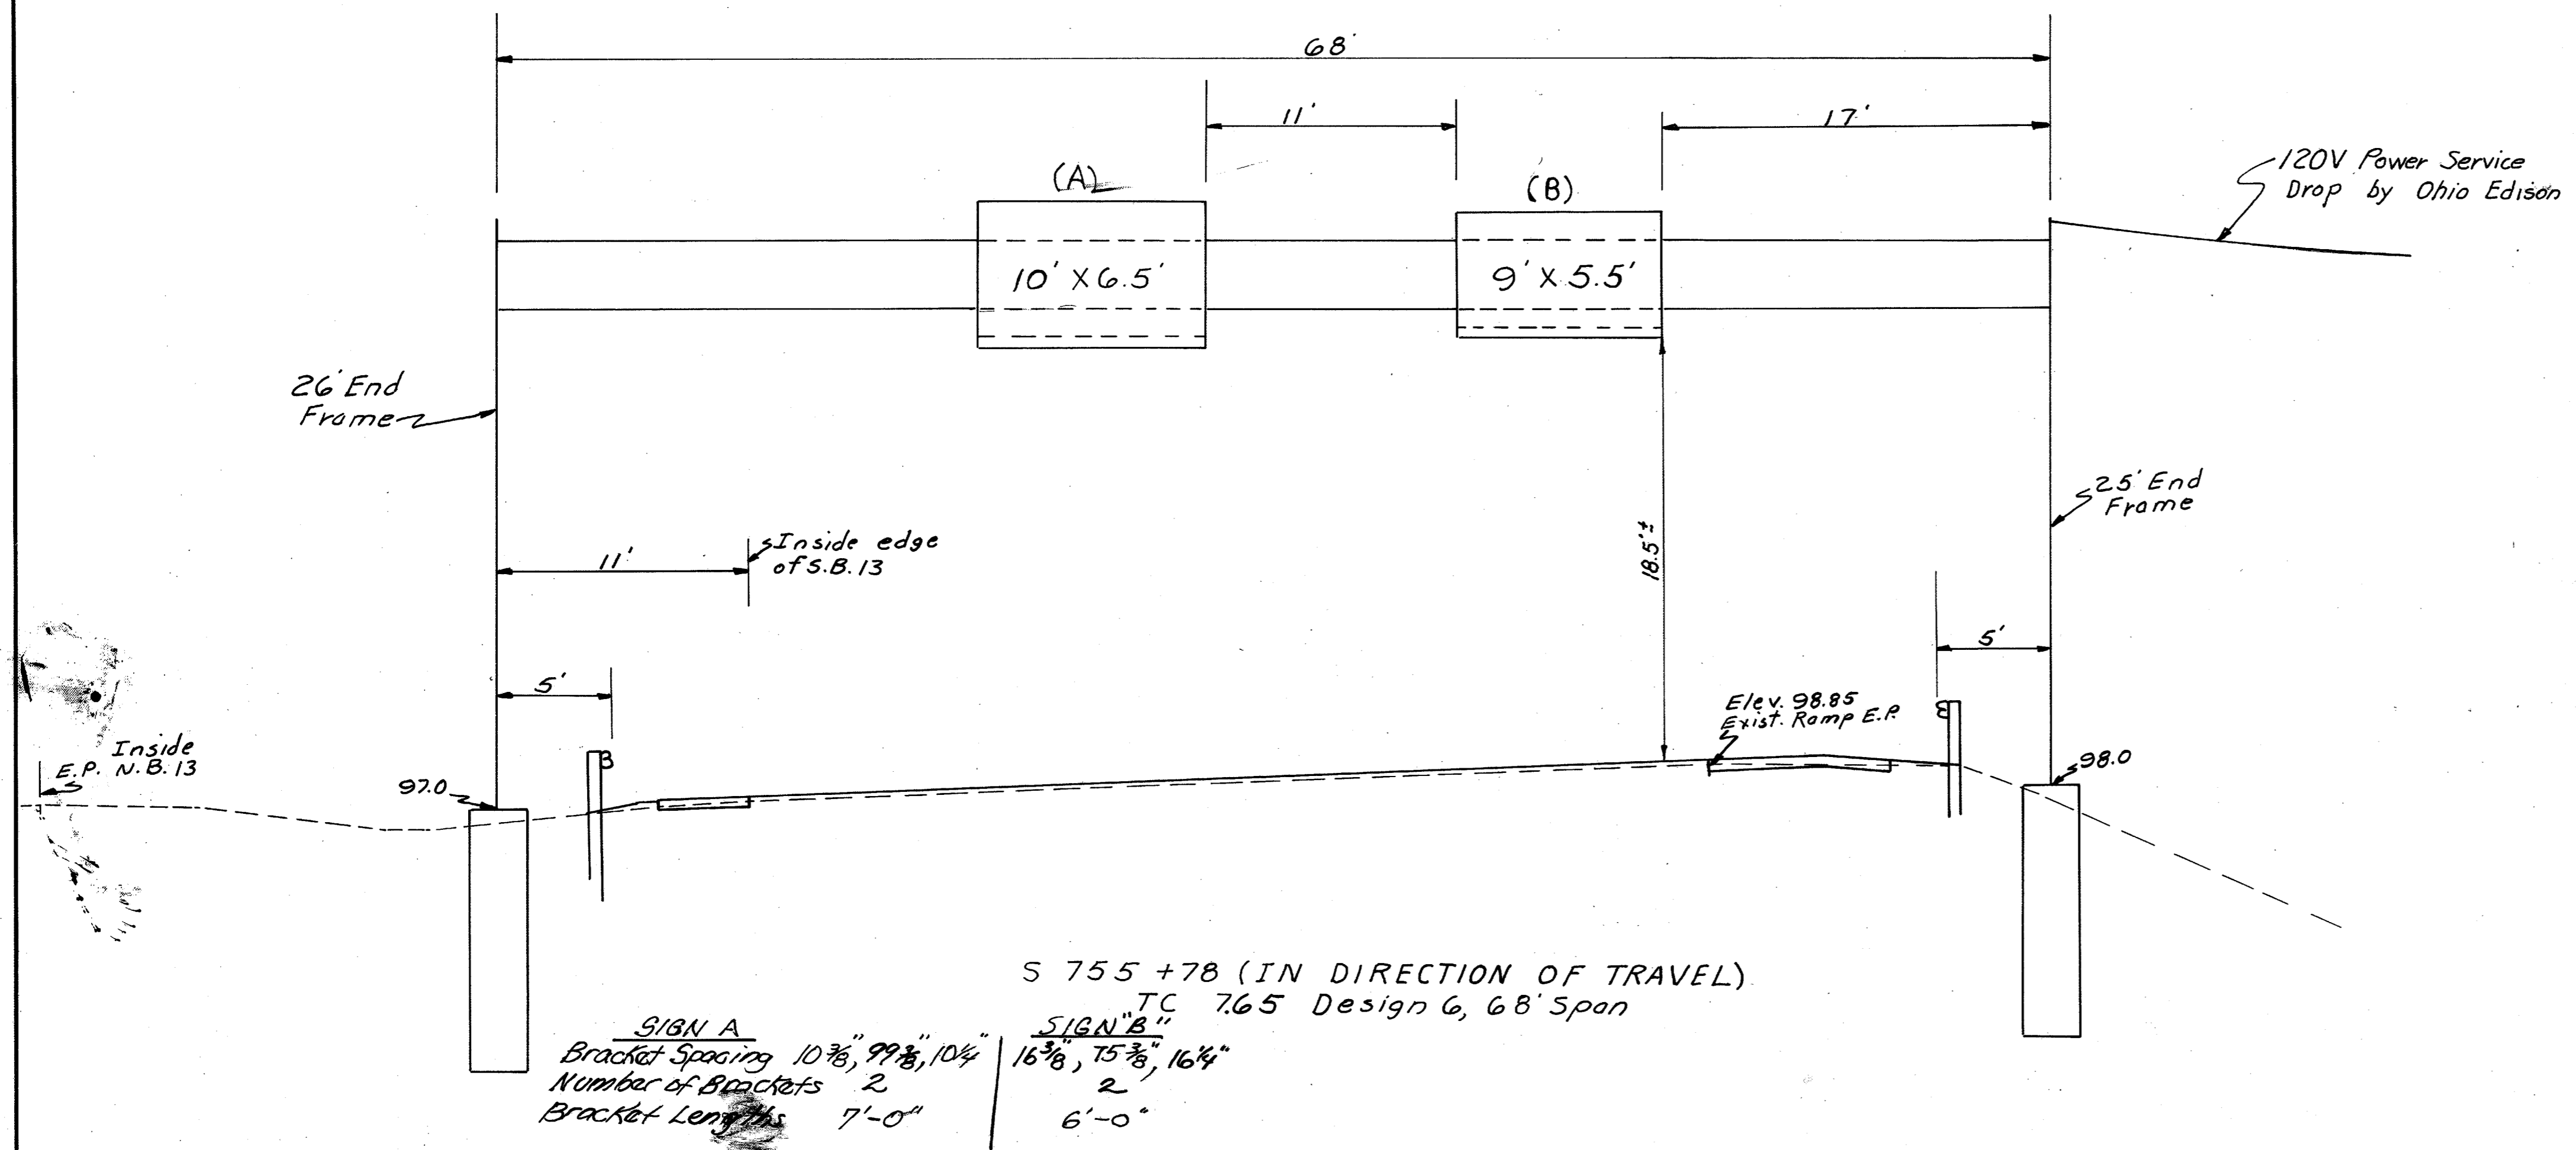 68'
11'
17'
(A)
(B)
120V Power Service
Drop by Ohio Edison
10' X 6.5'
9' X 5.5'
26' End
Frame
25' End
Frame
Inside edge
of S.B. 13
11'
18.5'±
5'
5'
Elev. 98.85
Exist. Ramp E.P.
Inside
E.P. N.B. 13
97.0
98.0
S 755 +78 (IN DIRECTION OF TRAVEL)
TC 7.65 Design 6, 68' Span
SIGN A
SIGN "B"
Bracket Spacing 10 3/8", 99 3/8", 10 1/4"
16 3/8", 75 3/8", 16 1/4"
Number of Brackets 2
2
Bracket Lengths 7'-0"
6'-0"